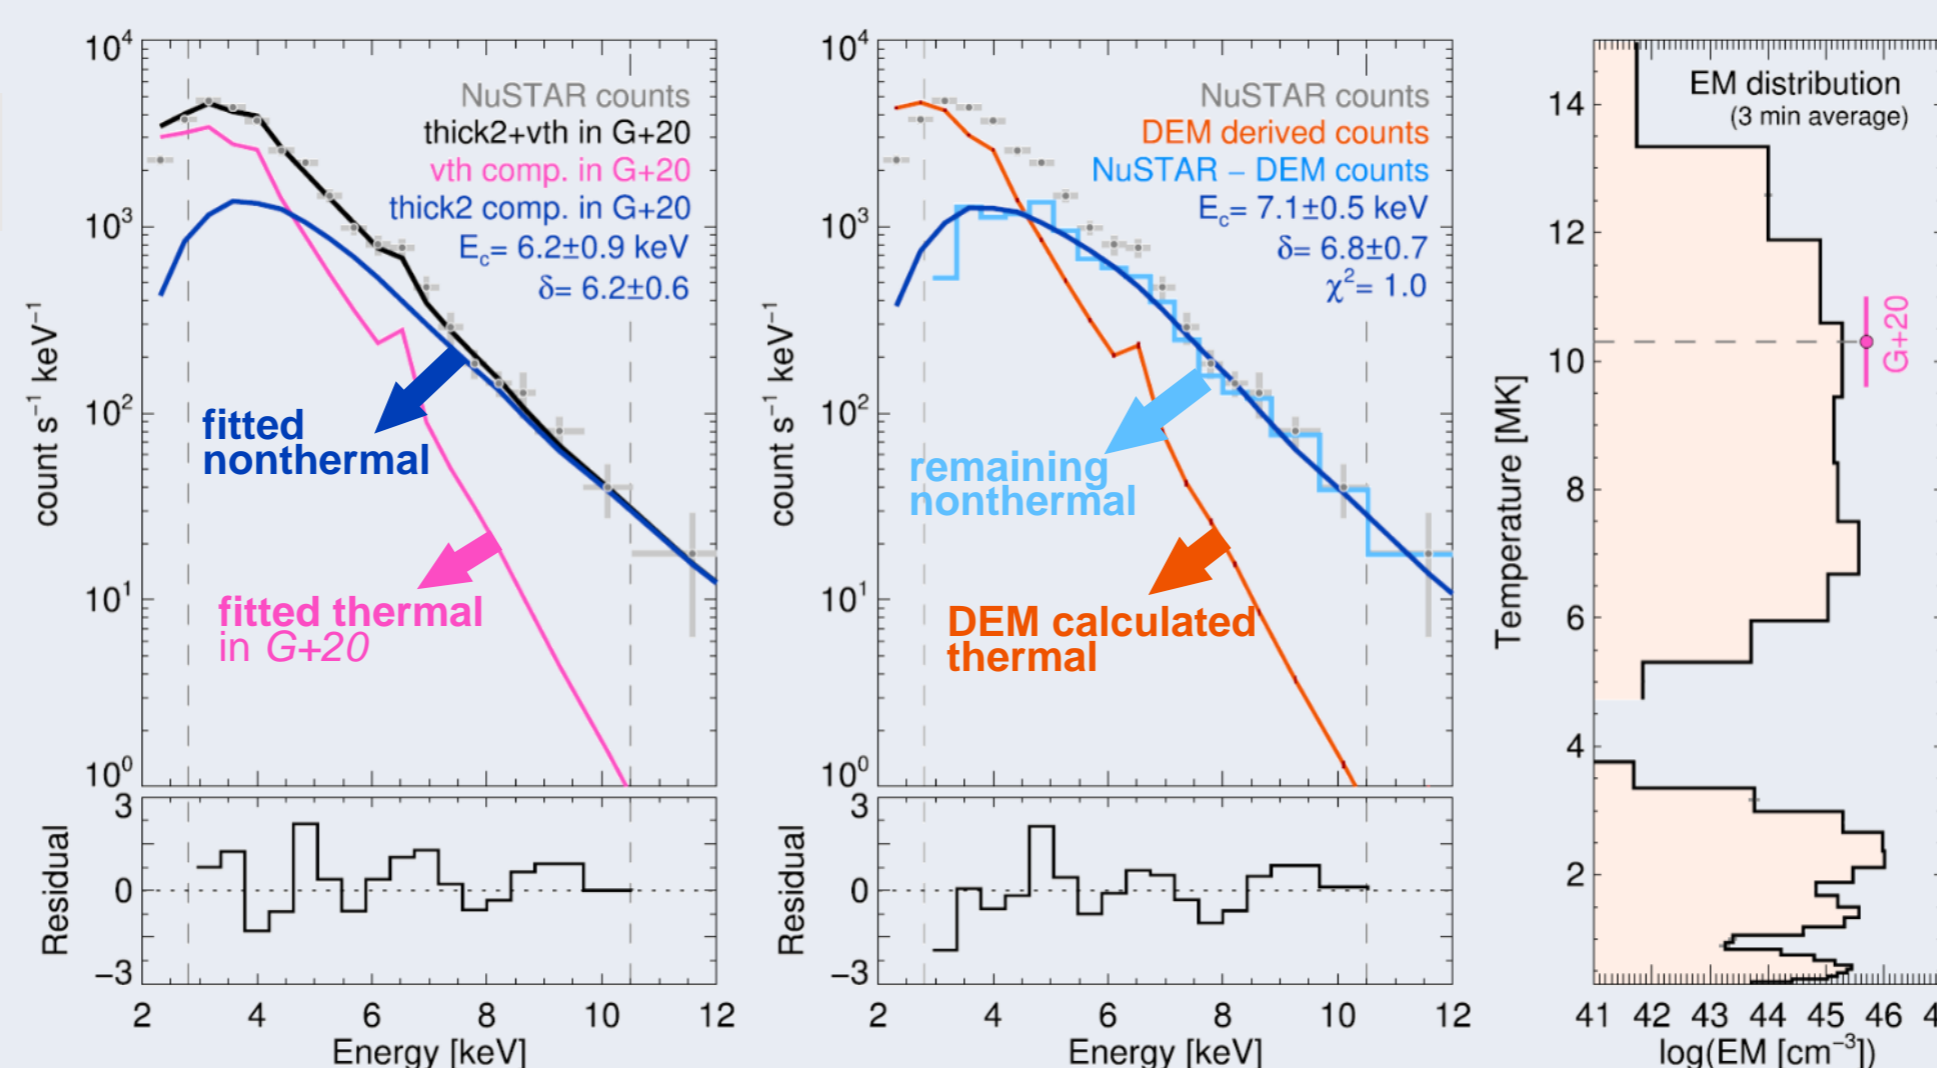 10⁴
10³
10²
10¹
10⁰
count s⁻¹ keV⁻¹
NuSTAR counts
thick2+vth in G+20
vth comp. in G+20
thick2 comp. in G+20
E_c= 6.2±0.9 keV
δ= 6.2±0.6
fitted
nonthermal
fitted thermal
in G+20
3
0
−3
Residual
2 4 6 8 10 12
Energy [keV]
10⁴
10³
10²
10¹
10⁰
count s⁻¹ keV⁻¹
NuSTAR counts
DEM derived counts
NuSTAR − DEM counts
E_c= 7.1±0.5 keV
δ= 6.8±0.7
χ²= 1.0
remaining
nonthermal
DEM calculated
thermal
3
0
−3
Residual
2 4 6 8 10 12
Energy [keV]
EM distribution
(3 min average)
G+20
14
12
10
8
6
4
2
Temperature [MK]
41 42 43 44 45 46
log(EM [cm⁻³])